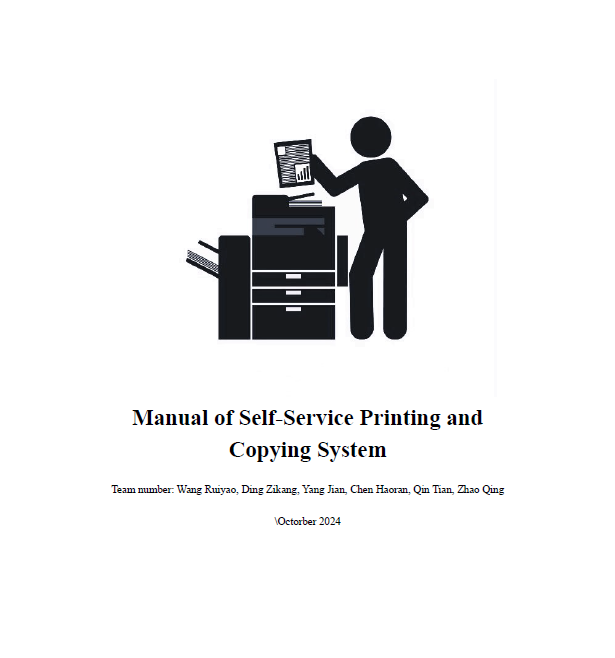 Manual of Self-Service Printing and
Copying System
Team number: Wang Ruiyao, Ding Zikang, Yang Jian, Chen Haoran, Qin Tian, Zhao Qing
\Octorber 2024